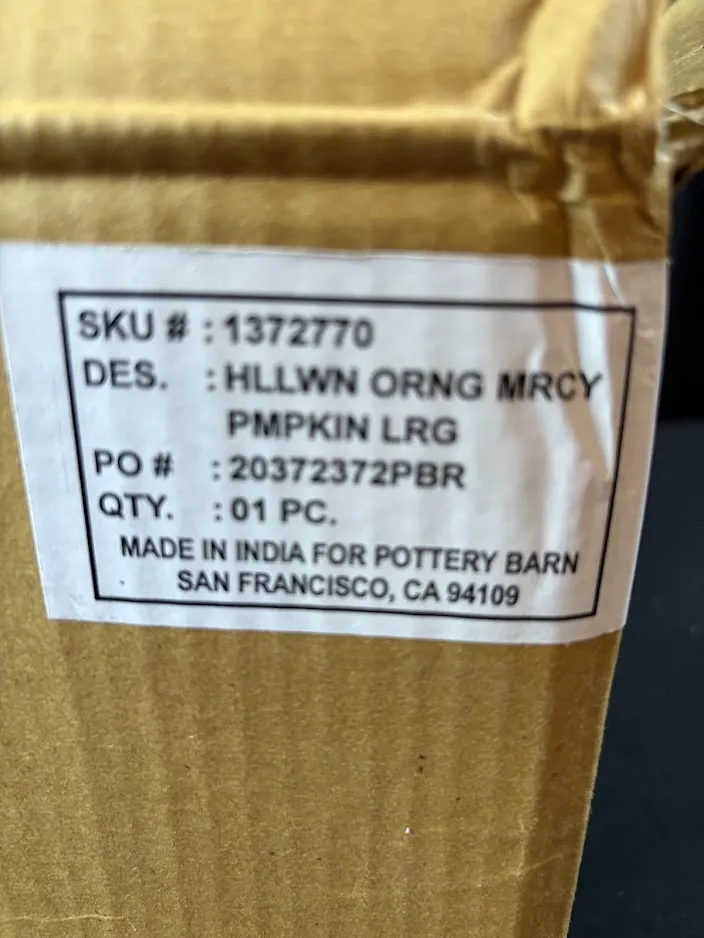 SKU # : 1372770
DES. : HLLWN ORNG MRCY
PMPKIN LRG
PO # : 20372372PBR
QTY. : 01 PC.
MADE IN INDIA FOR POTTERY BARN
SAN FRANCISCO, CA 94109